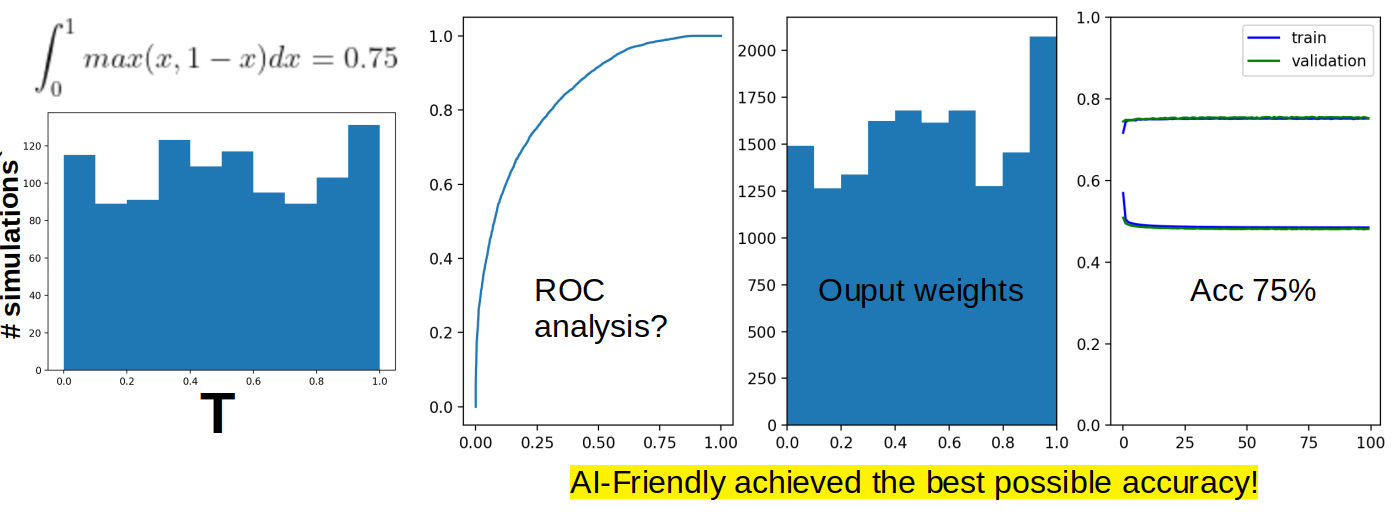 ∫₀¹ max(x, 1 − x)dx = 0.75
# simulations
120
100
80
60
40
20
0
0.0 0.2 0.4 0.6 0.8 1.0
T
1.0
0.8
0.6
0.4
0.2
0.0
ROC
analysis?
0.00 0.25 0.50 0.75 1.00
2000
1750
1500
1250
1000
750
500
250
0
Ouput weights
0.0 0.2 0.4 0.6 0.8 1.0
1.0
0.8
0.6
0.4
0.2
0.0
train
validation
Acc 75%
0 25 50 75 100
AI-Friendly achieved the best possible accuracy!